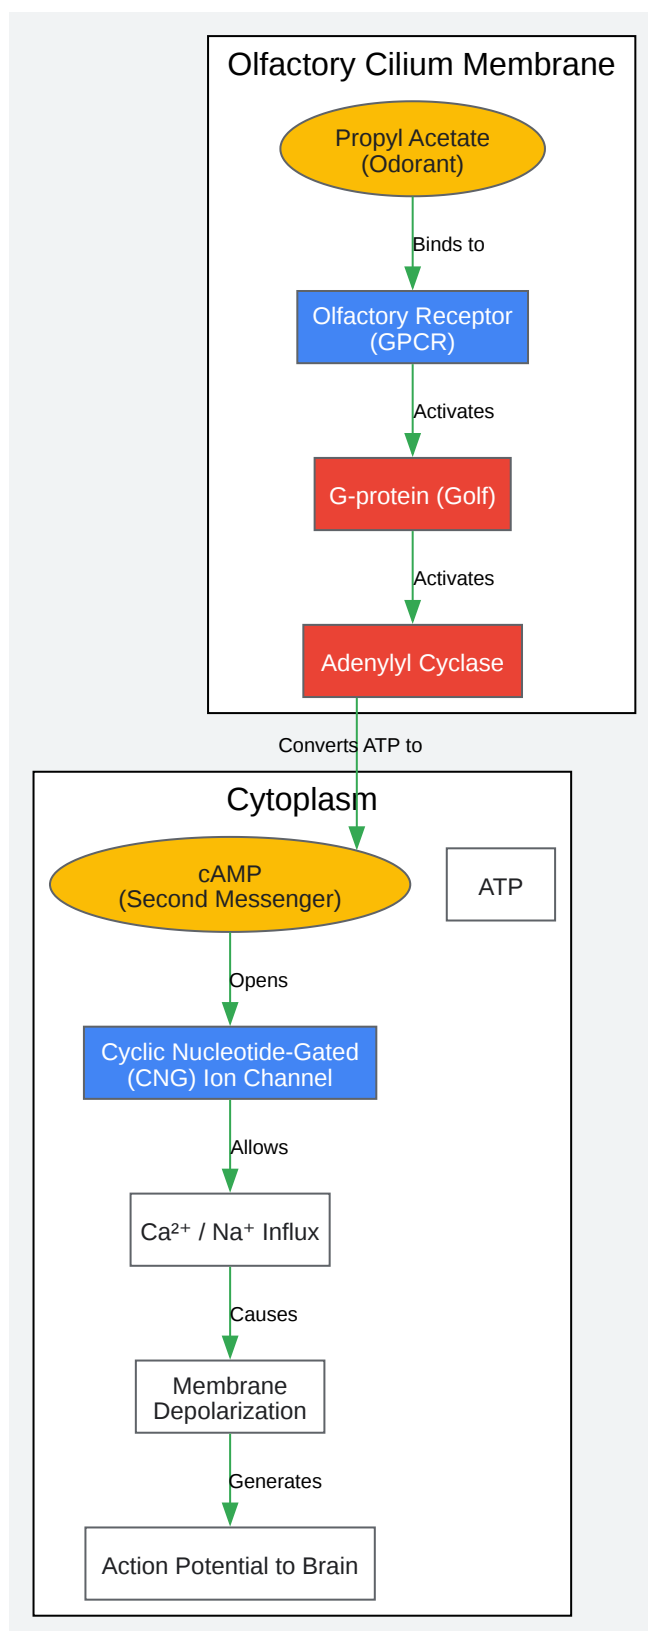 Olfactory Cilium Membrane
Propyl Acetate
(Odorant)
Binds to
Olfactory Receptor
(GPCR)
Activates
G-protein (Golf)
Activates
Adenylyl Cyclase
Converts ATP to
Cytoplasm
cAMP
(Second Messenger)
ATP
Opens
Cyclic Nucleotide-Gated
(CNG) Ion Channel
Allows
Ca²⁺ / Na⁺ Influx
Causes
Membrane
Depolarization
Generates
Action Potential to Brain